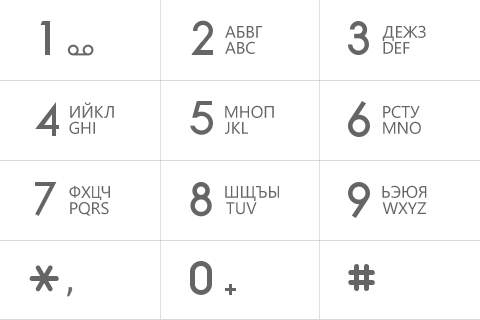 1
2 АБВГ
ABC
3 ДЕЖЗ
DEF
4 ИЙКЛ
GHI
5 МНОП
JKL
6 РСТУ
MNO
7 ФХЦЧ
PQRS
8 ШЩЪЫ
TUV
9 ЬЭЮЯ
WXYZ
* ,
0 +
#